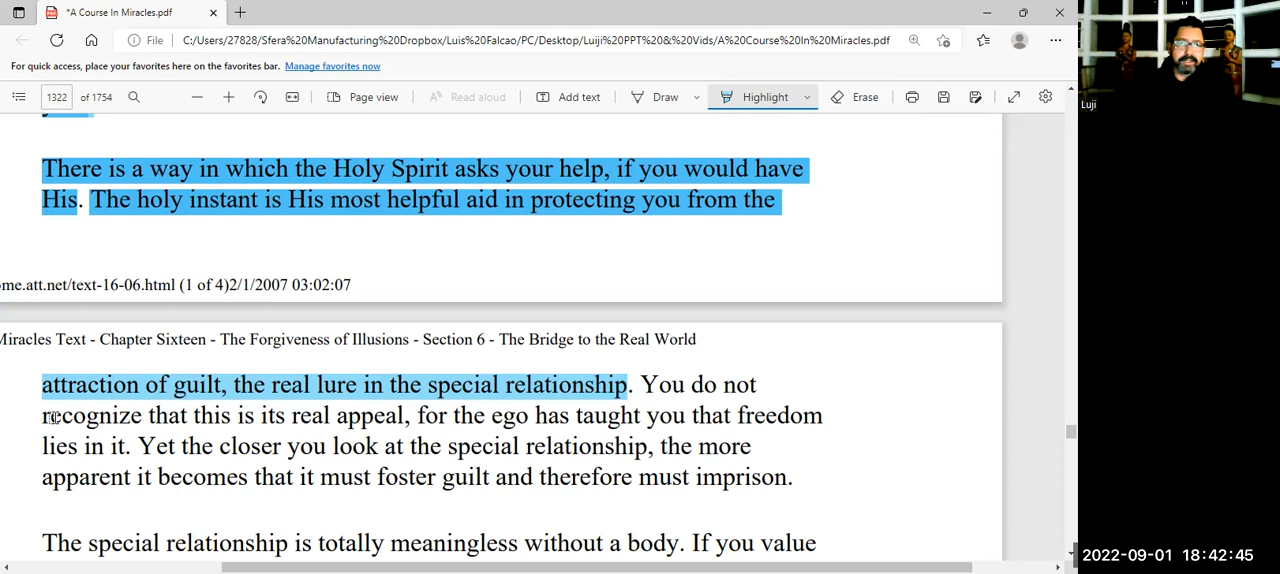 *A Course In Miracles.pdf
File C:/Users/27828/Sfera%20Manufacturing%20Dropbox/Luis%20Falcao/PC/Desktop/Luiji%20PPT%20&%20Vids/A%20Course%20In%20Miracles.pdf
For quick access, place your favorites here on the favorites bar. Manage favorites now
1322 of 1754 Page view Read aloud Add text Draw Highlight Erase
There is a way in which the Holy Spirit asks your help, if you would have
His. The holy instant is His most helpful aid in protecting you from the
ome.att.net/text-16-06.html (1 of 4)2/1/2007 03:02:07
Miracles Text - Chapter Sixteen - The Forgiveness of Illusions - Section 6 - The Bridge to the Real World
attraction of guilt, the real lure in the special relationship. You do not
recognize that this is its real appeal, for the ego has taught you that freedom
lies in it. Yet the closer you look at the special relationship, the more
apparent it becomes that it must foster guilt and therefore must imprison.
The special relationship is totally meaningless without a body. If you value
Luji
2022-09-01 18:42:45